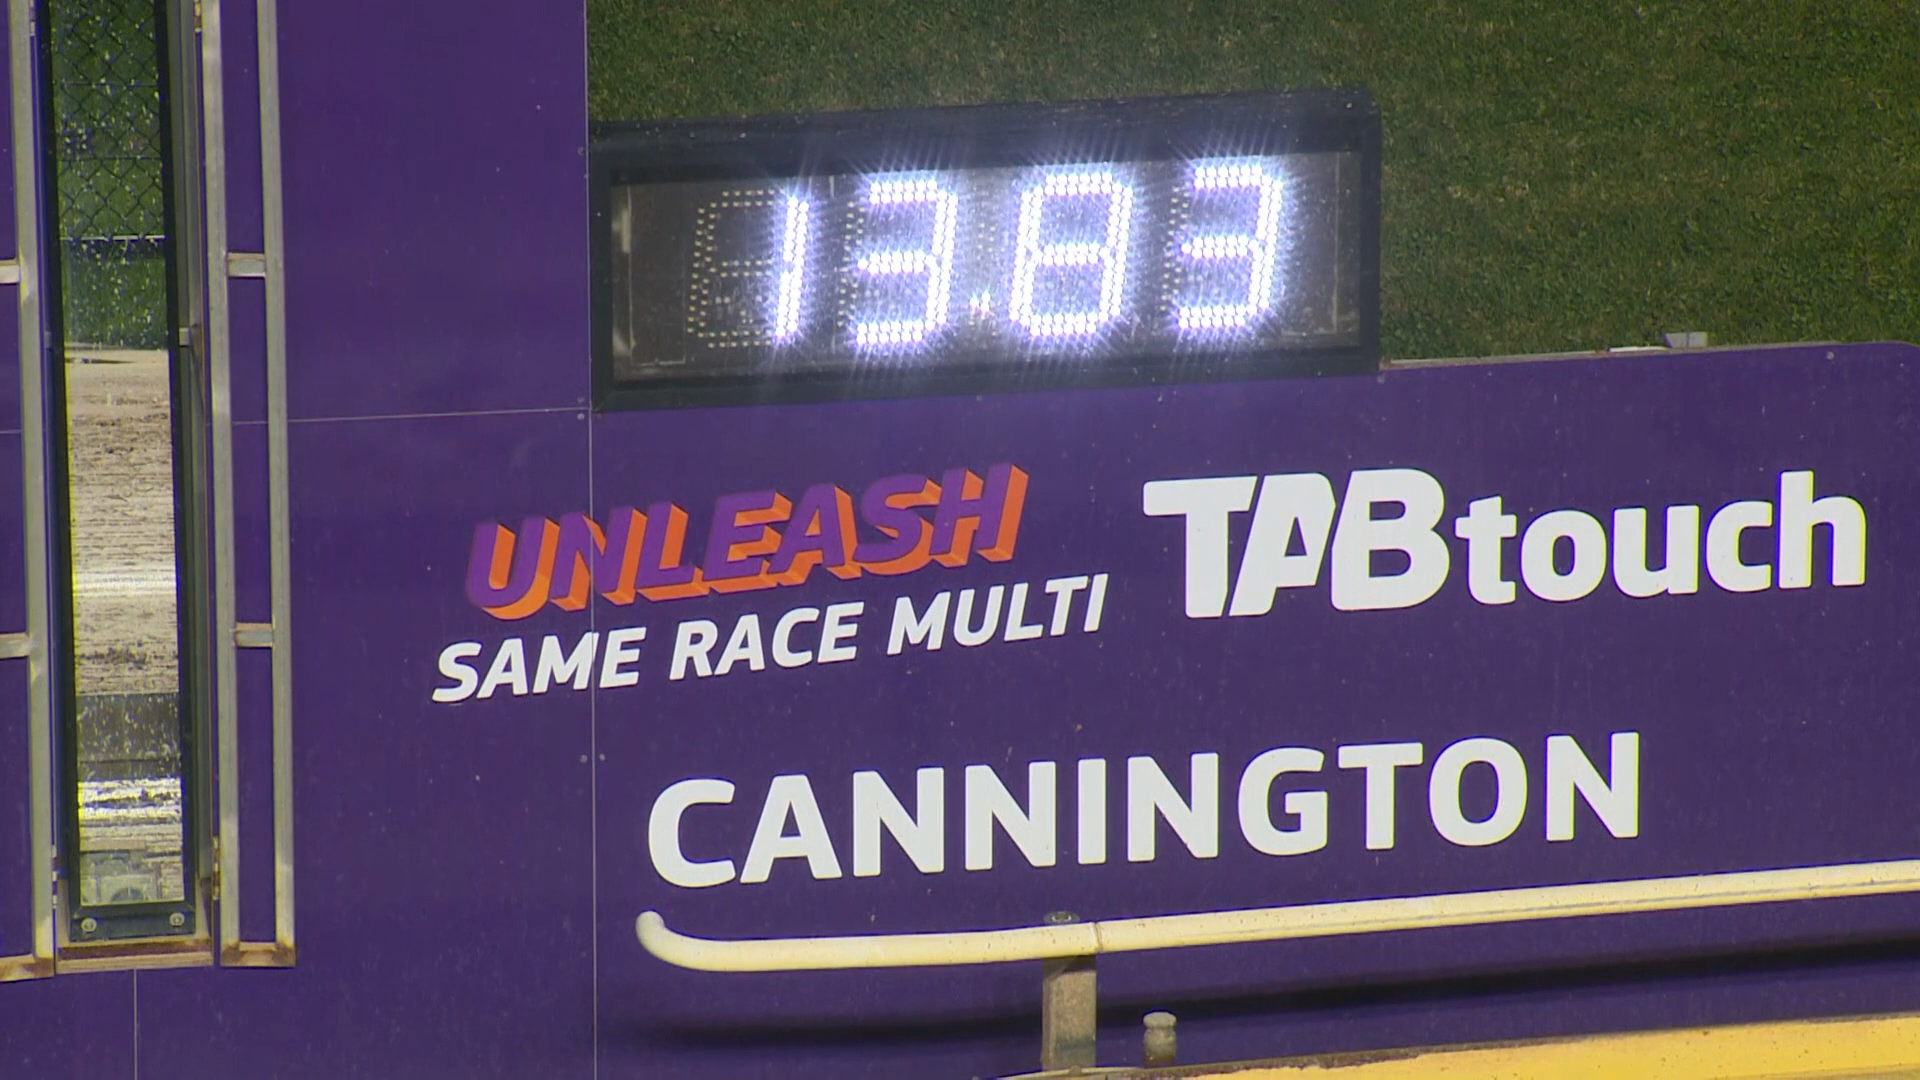 13.83
UNLEASH
SAME RACE MULTI
TABtouch
CANNINGTON